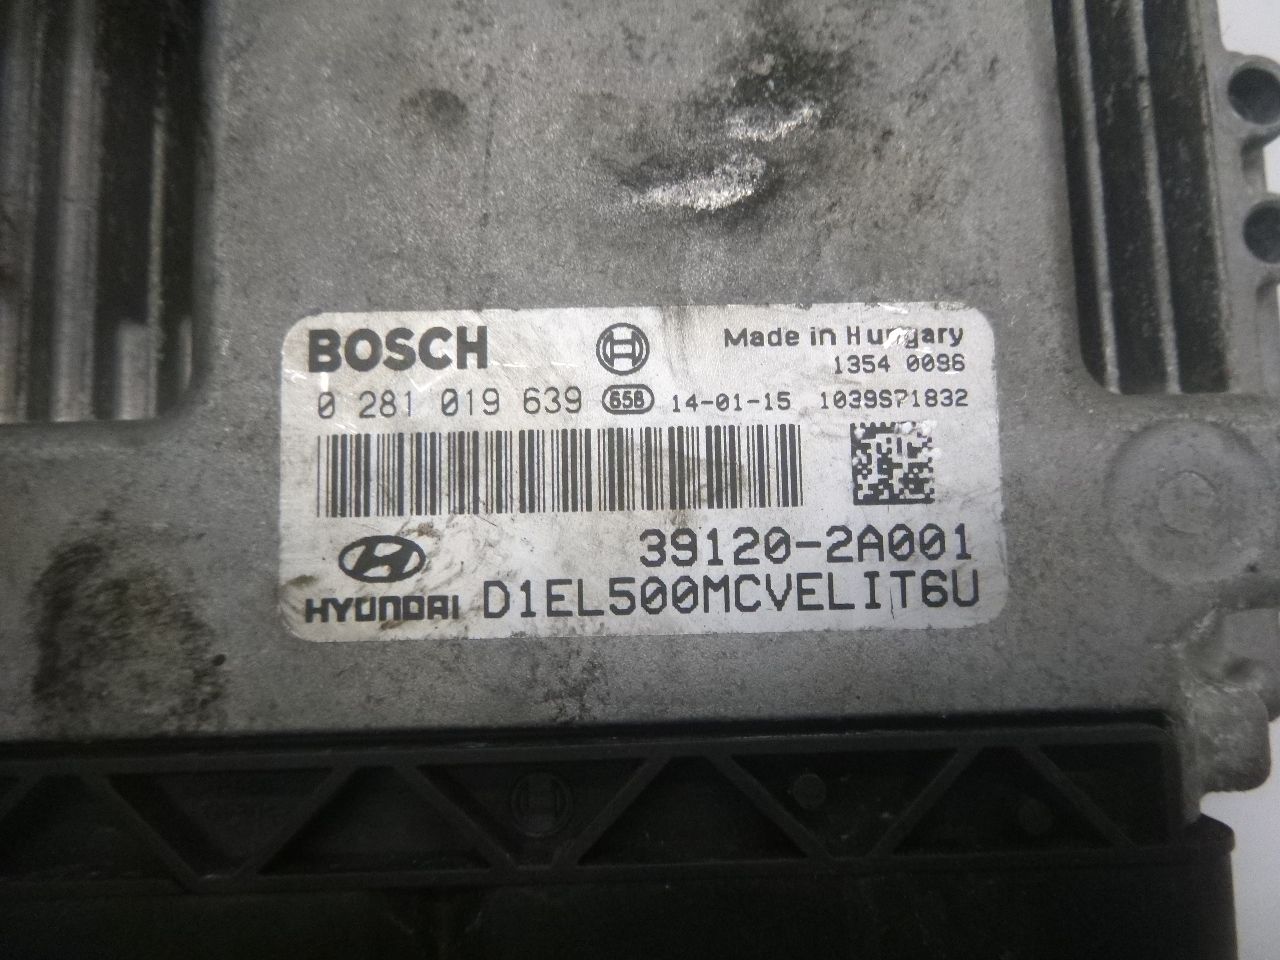 BOSCH
Made in Hungary
1354 0096
0 281 019 639 658 14-01-15 1039S71832
39120-2A001
HYUNDAI D1EL500MCVELIT6U